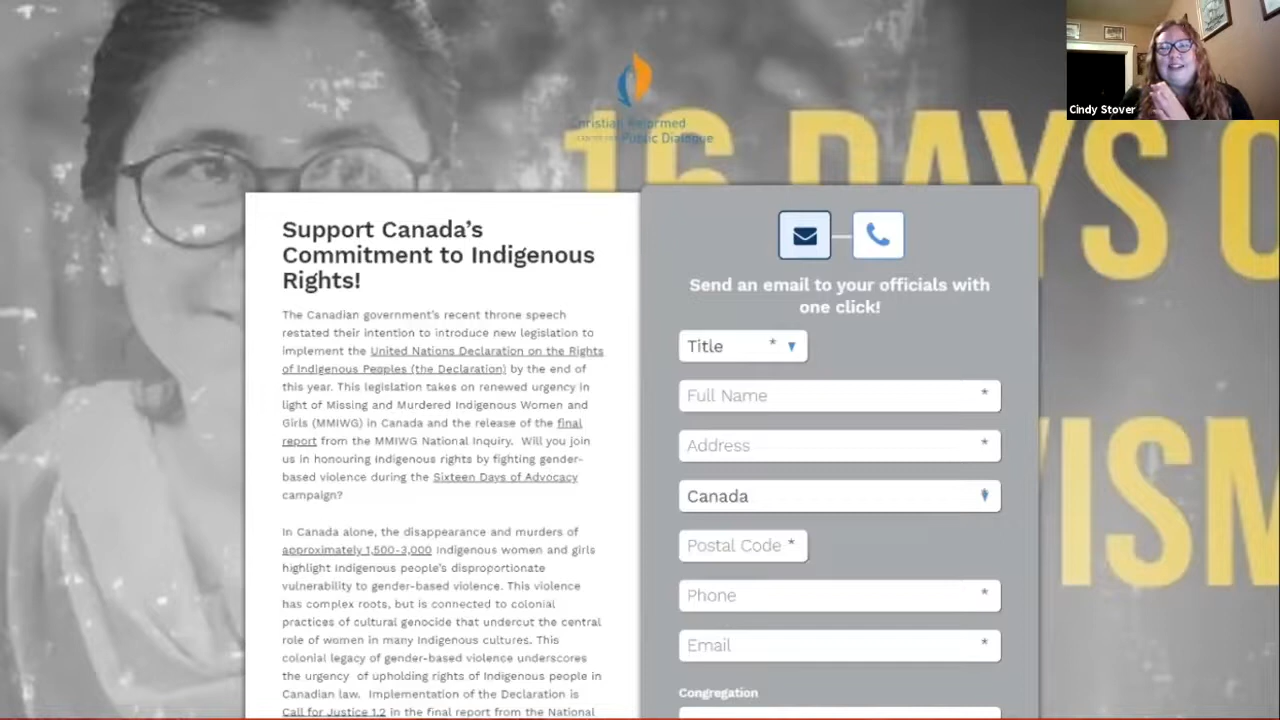 Cindy Stover
Christian Reformed
Public Dialogue
16 DAYS O
Support Canada's
Commitment to Indigenous
Rights!
The Canadian government's recent throne speech
restated their intention to introduce new legislation to
implement the United Nations Declaration on the Rights
of Indigenous Peoples (the Declaration) by the end of
this year. This legislation takes on renewed urgency in
light of Missing and Murdered Indigenous Women and
Girls (MMIWG) in Canada and the release of the final
report from the MMIWG National Inquiry. Will you join
us in honouring Indigenous rights by fighting gender-
based violence during the Sixteen Days of Advocacy
campaign?
In Canada alone, the disappearance and murders of
approximately 1,500-3,000 Indigenous women and girls
highlight Indigenous people's disproportionate
vulnerability to gender-based violence. This violence
has complex roots, but is connected to colonial
practices of cultural genocide that undercut the central
role of women in many Indigenous cultures. This
colonial legacy of gender-based violence underscores
the urgency of upholding rights of Indigenous people in
Canadian law. Implementation of the Declaration is
Call for Justice 1.2 in the final report from the National
Send an email to your officials with
one click!
Title *
Full Name *
Address *
Canada
Postal Code *
Phone *
Email *
Congregation
VISM